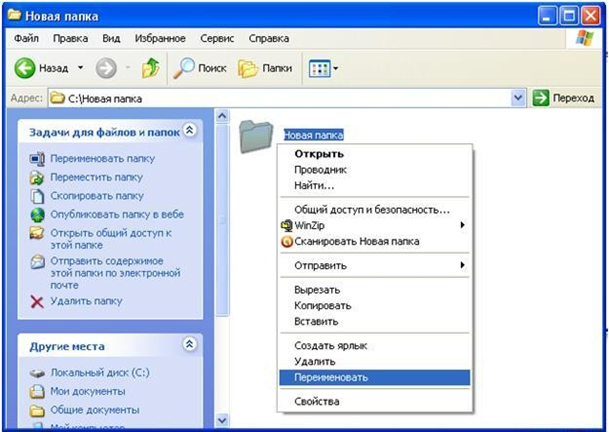 Новая папка
Файл Правка Вид Избранное Сервис Справка
Назад Поиск Папки
Адрес: C:\Новая папка Переход
Задачи для файлов и папок
Переименовать папку
Переместить папку
Скопировать папку
Опубликовать папку в вебе
Открыть общий доступ к
этой папке
Отправить содержимое
этой папки по электронной
почте
Удалить папку
Другие места
Локальный диск (C:)
Мои документы
Общие документы
Мой компьютер
Новая папка
Открыть
Проводник
Найти...
Общий доступ и безопасность...
WinZip
Сканировать Новая папка
Отправить
Вырезать
Копировать
Вставить
Создать ярлык
Удалить
Переименовать
Свойства